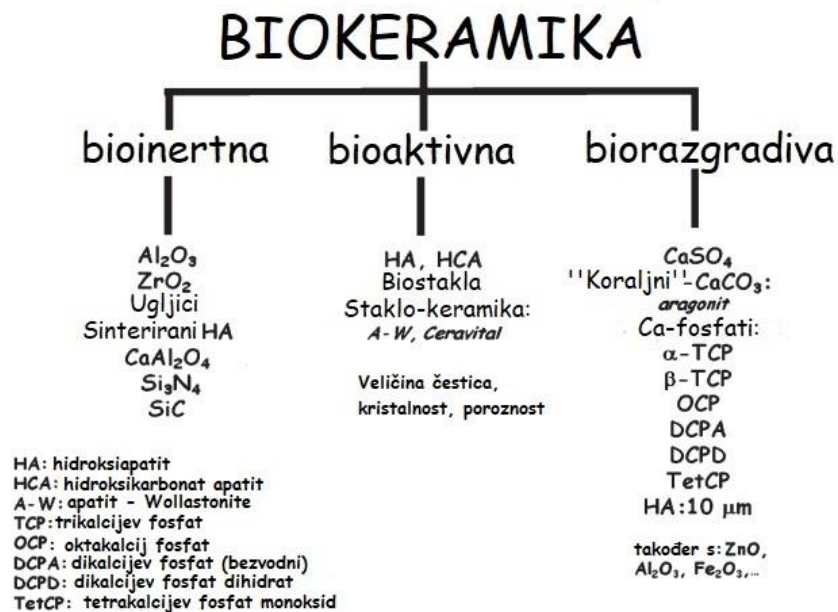 BIOKERAMIKA
bioinertna
Al₂O₃
ZrO₂
Ugljici
Sinterirani HA
CaAl₂O₄
Si₃N₄
SiC
bioaktivna
HA, HCA
Biostakla
Staklo-keramika:
A-W, Ceravital
Veličina čestica,
kristalnost, poroznost
biorazgradiva
CaSO₄
''Koraljni''-CaCO₃:
aragonit
Ca-fosfati:
α-TCP
β-TCP
OCP
DCPA
DCPD
TetCP
HA:10 μm
također s: ZnO,
Al₂O₃, Fe₂O₃,...
HA: hidroksiapatit
HCA: hidroksikarbonat apatit
A-W: apatit - Wollastonite
TCP: trikalcijev fosfat
OCP: oktakalcij fosfat
DCPA: dikalcijev fosfat (bezvodni)
DCPD: dikalcijev fosfat dihidrat
TetCP: tetrakalcijev fosfat monoksid